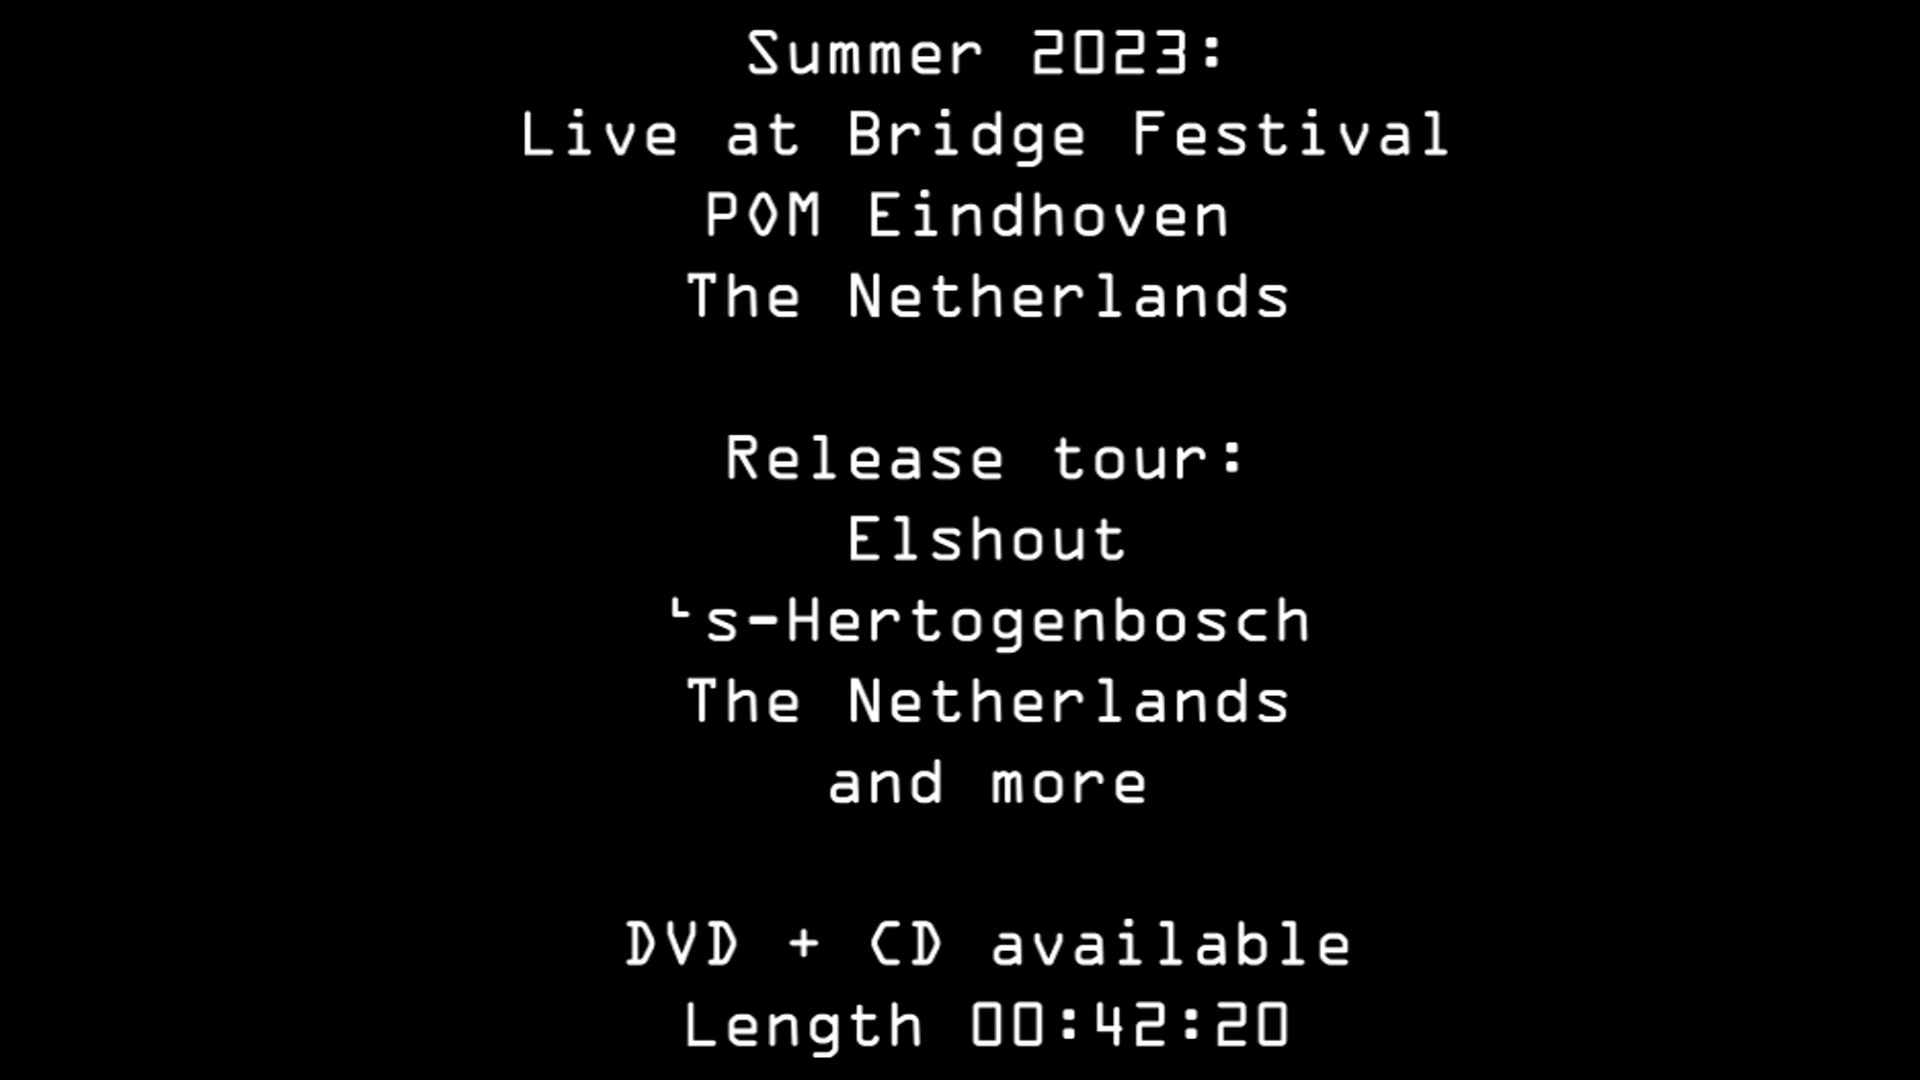 Summer 2023:
Live at Bridge Festival
POM Eindhoven
The Netherlands
Release tour:
Elshout
‘s-Hertogenbosch
The Netherlands
and more
DVD + CD available
Length 00:42:20